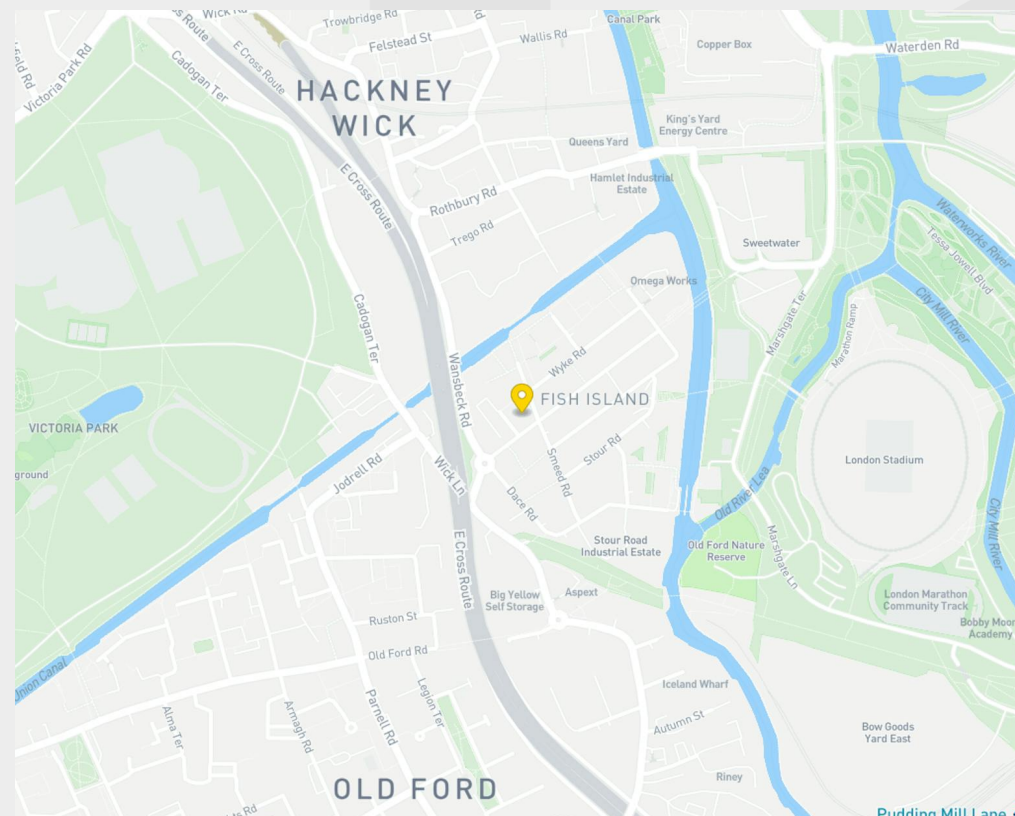 Wick Rd
Trowbridge Rd
Canal Park
Felstead St
Wallis Rd
Copper Box
Waterden Rd
E Cross Route
E Cross Route
Cadogan Ter
Victoria Park Rd
HACKNEY
WICK
King's Yard
Energy Centre
Queens Yard
Hamlet Industrial
Estate
E Cross Route
Rothbury Rd
Trego Rd
Sweetwater
Waterworks River
Tessa Jowell Blvd
Omega Works
City Mill River
Marshgate Ter
Marathon Ramp
Cadogan Ter
Wansbeck Rd
Wyke Rd
FISH ISLAND
VICTORIA PARK
Stour Rd
Smeed Rd
London Stadium
ground
Jodrell Rd
Wick Ln
Dace Rd
Old River Lea
City Mill River
Stour Road
Industrial Estate
Old Ford Nature
Reserve
Marshgate Ln
E Cross Route
Big Yellow
Self Storage
Aspext
London Marathon
Community Track
Bobby Moor
Academy
Ruston St
Old Ford Rd
Union Canal
Legion Ter
Parnell Rd
Armagh Rd
Alma Ter
Iceland Wharf
Autumn St
Bow Goods
Yard East
Riney
OLD FORD
Pudding Mill Lane